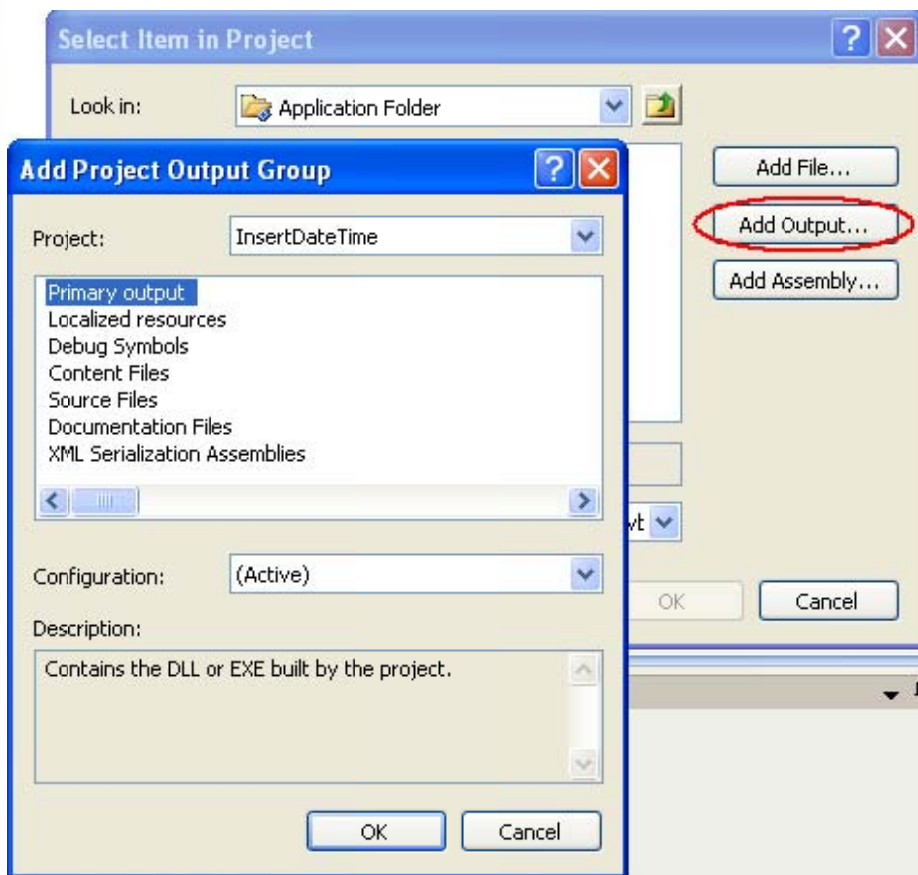 Select Item in Project
Look in:
Application Folder
Add File...
Add Output...
Add Assembly...
OK
Cancel
Add Project Output Group
Project:
InsertDateTime
Primary output
Localized resources
Debug Symbols
Content Files
Source Files
Documentation Files
XML Serialization Assemblies
Configuration:
(Active)
Description:
Contains the DLL or EXE built by the project.
OK
Cancel